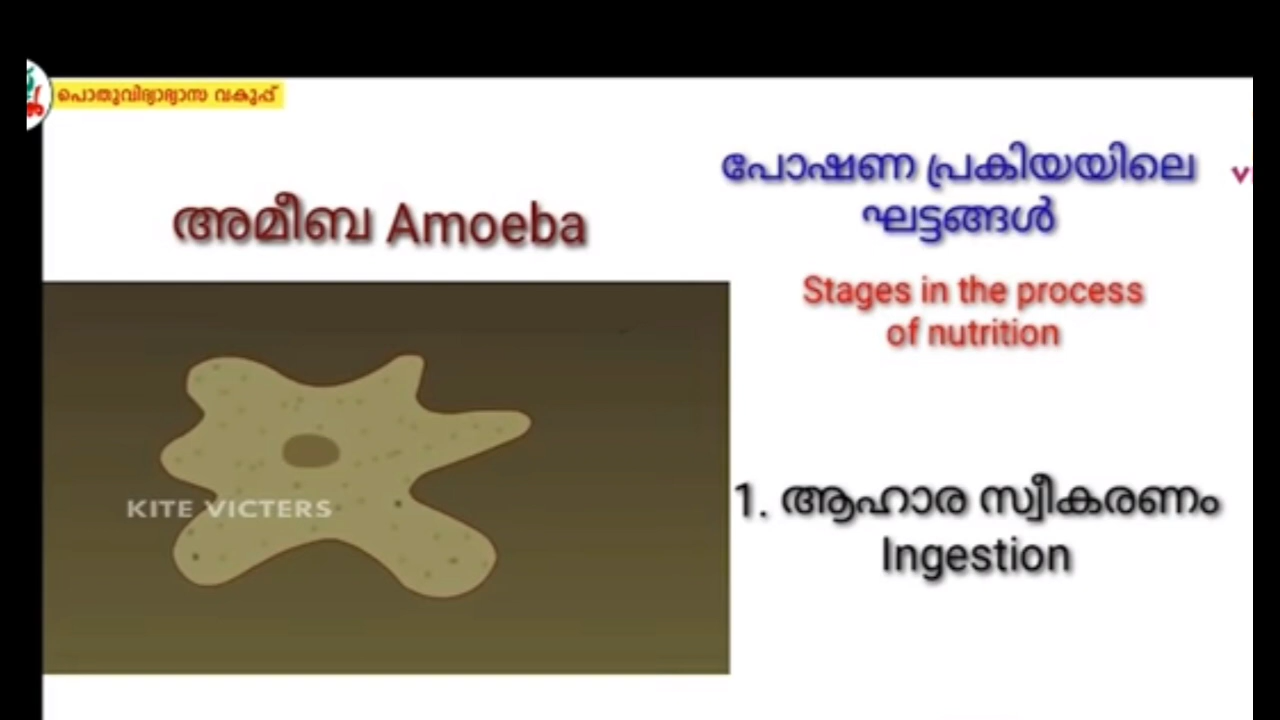 പൊതുവിദ്യാഭ്യാസ വകുപ്പ്
അമീബ Amoeba
പോഷണ പ്രകിയയിലെ
ഘട്ടങ്ങൾ
Stages in the process
of nutrition
KITE VICTERS
1. ആഹാര സ്വീകരണം
Ingestion